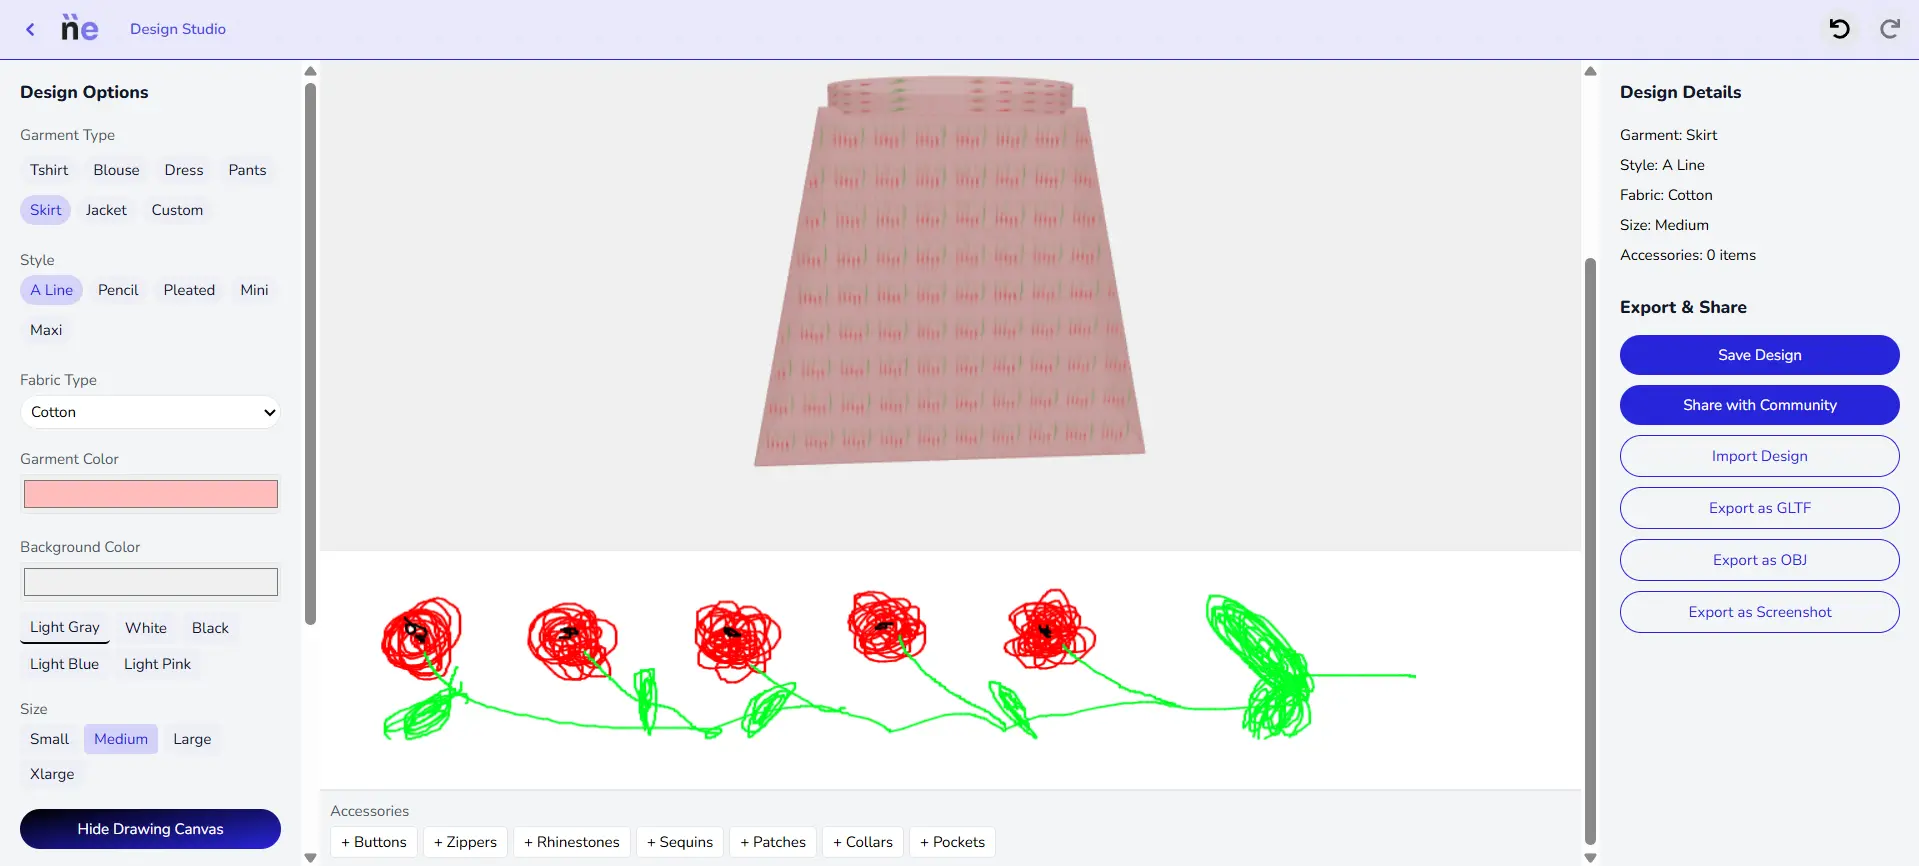 n̈e Design Studio
Design Options
Garment Type
Tshirt Blouse Dress Pants
Skirt Jacket Custom
Style
A Line Pencil Pleated Mini
Maxi
Fabric Type
Cotton
Garment Color
Background Color
Light Gray White Black
Light Blue Light Pink
Size
Small Medium Large
Xlarge
Hide Drawing Canvas
Accessories
+ Buttons + Zippers + Rhinestones + Sequins + Patches + Collars + Pockets
Design Details
Garment: Skirt
Style: A Line
Fabric: Cotton
Size: Medium
Accessories: 0 items
Export & Share
Save Design
Share with Community
Import Design
Export as GLTF
Export as OBJ
Export as Screenshot